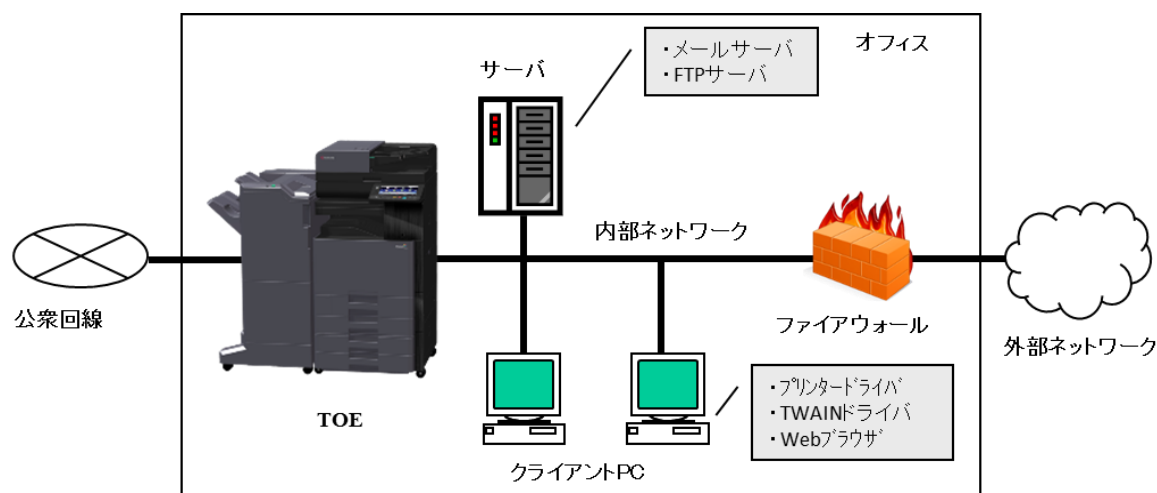 オフィス
・メールサーバ
・FTPサーバ
サーバ
内部ネットワーク
公衆回線
ファイアウォール
外部ネットワーク
TOE
・プリンタードライバ
・TWAINドライバ
・Webブラウザ
クライアントPC